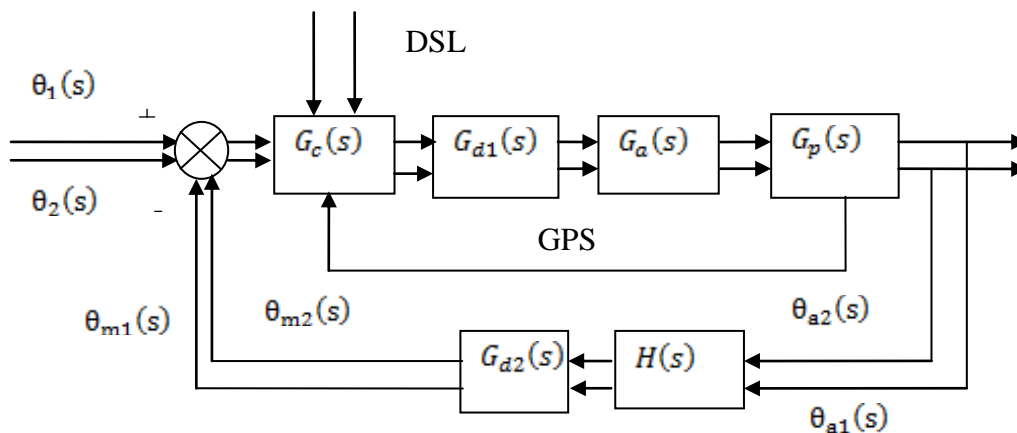 DSL
θ₁(s)
+
G_c(s)
G_d1(s)
G_a(s)
G_p(s)
θ₂(s)
-
GPS
θ_m1(s)
θ_m2(s)
θ_a2(s)
G_d2(s)
H(s)
θ_a1(s)